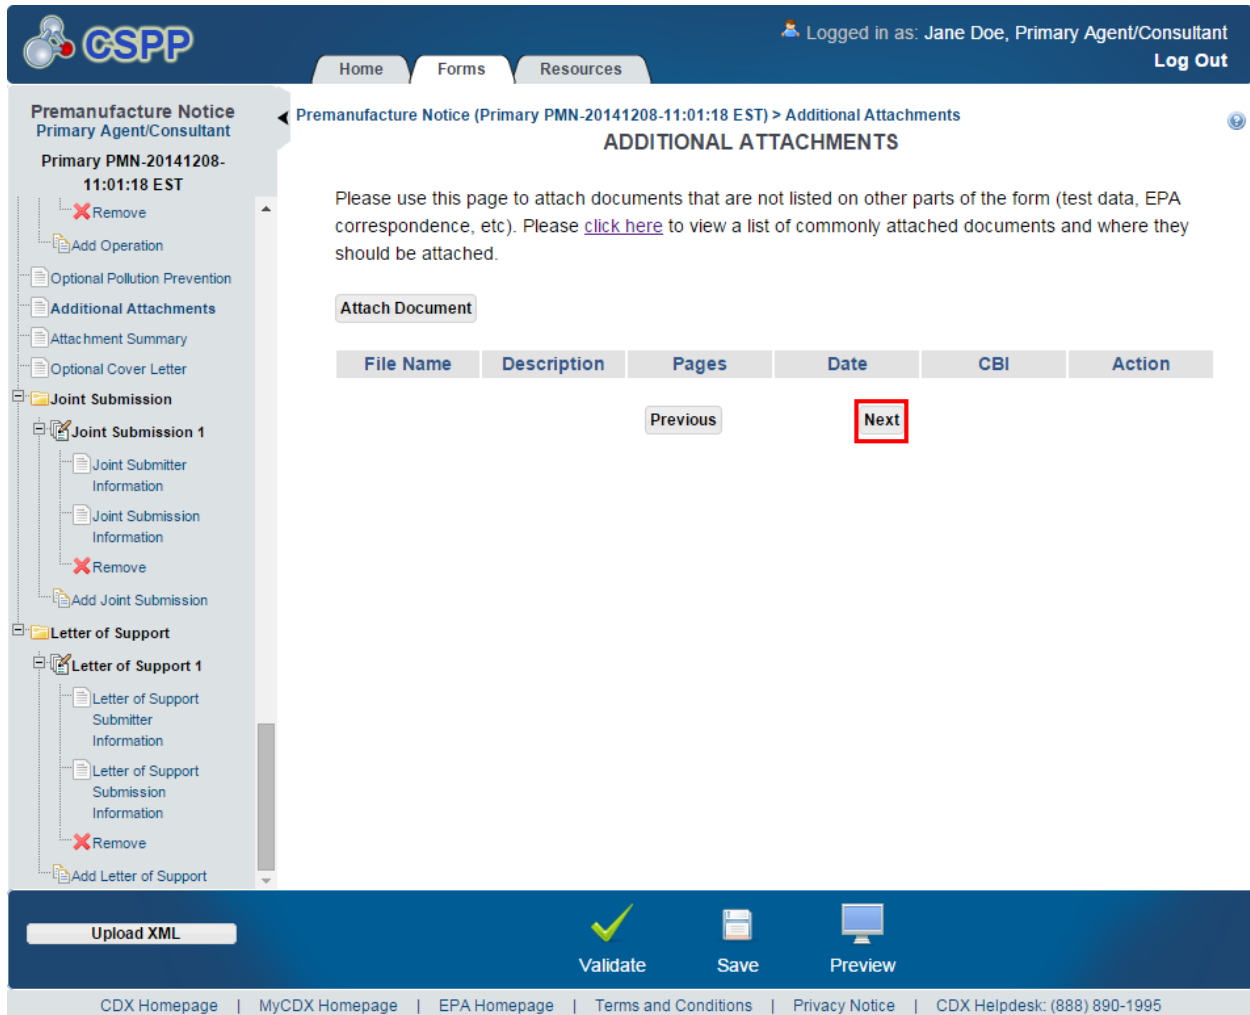 CSPP
Logged in as: Jane Doe, Primary Agent/Consultant
Log Out
Home
Forms
Resources
Premanufacture Notice
Primary Agent/Consultant
Primary PMN-20141208-
11:01:18 EST
Remove
Add Operation
Optional Pollution Prevention
Additional Attachments
Attachment Summary
Optional Cover Letter
Joint Submission
Joint Submission 1
Joint Submitter
Information
Joint Submission
Information
Remove
Add Joint Submission
Letter of Support
Letter of Support 1
Letter of Support
Submitter
Information
Letter of Support
Submission
Information
Remove
Add Letter of Support
Premanufacture Notice (Primary PMN-20141208-11:01:18 EST) > Additional Attachments
ADDITIONAL ATTACHMENTS
Please use this page to attach documents that are not listed on other parts of the form (test data, EPA
correspondence, etc). Please click here to view a list of commonly attached documents and where they
should be attached.
Attach Document
File Name Description Pages Date CBI Action
Previous Next
Upload XML
Validate Save Preview
CDX Homepage | MyCDX Homepage | EPA Homepage | Terms and Conditions | Privacy Notice | CDX Helpdesk: (888) 890-1995